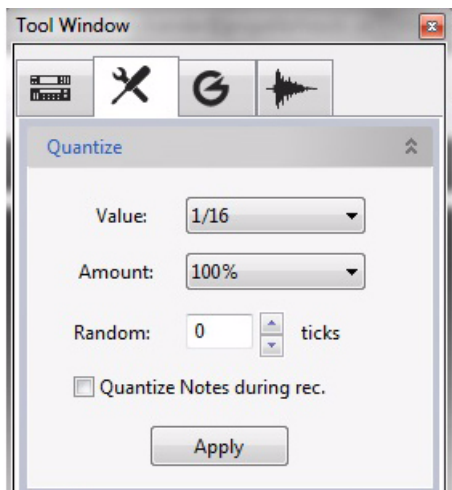 Tool Window
Quantize
Value: 1/16
Amount: 100%
Random: 0 ticks
Quantize Notes during rec.
Apply